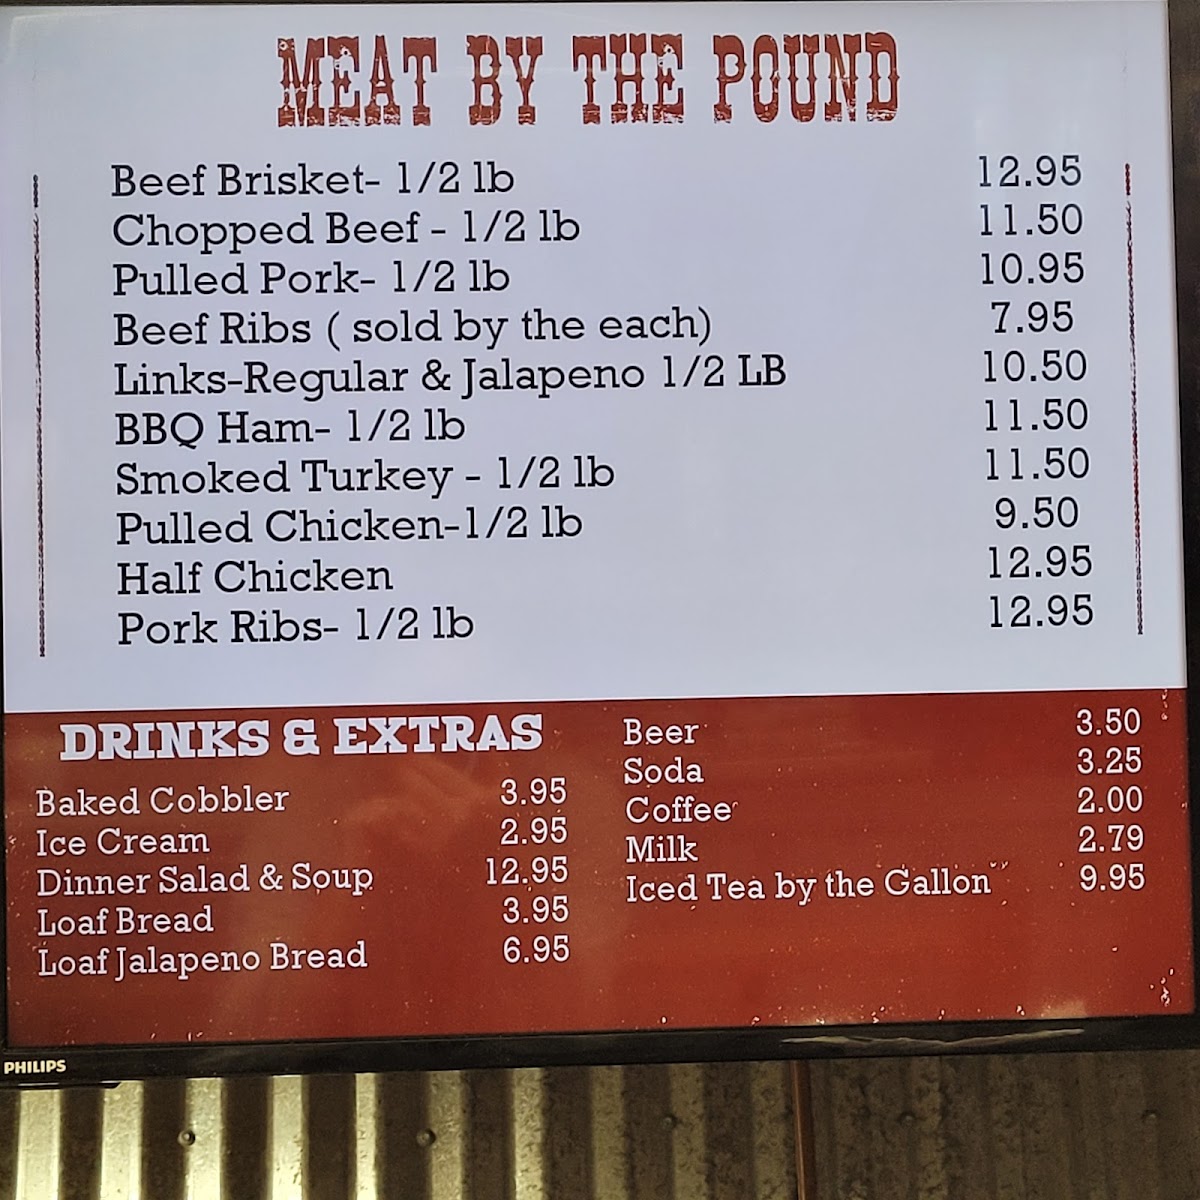 MEAT BY THE POUND
Beef Brisket- 1/2 lb 12.95
Chopped Beef - 1/2 lb 11.50
Pulled Pork- 1/2 lb 10.95
Beef Ribs ( sold by the each) 7.95
Links-Regular & Jalapeno 1/2 LB 10.50
BBQ Ham- 1/2 lb 11.50
Smoked Turkey - 1/2 lb 11.50
Pulled Chicken-1/2 lb 9.50
Half Chicken 12.95
Pork Ribs- 1/2 lb 12.95
DRINKS & EXTRAS
Baked Cobbler 3.95
Ice Cream 2.95
Dinner Salad & Soup 12.95
Loaf Bread 3.95
Loaf Jalapeno Bread 6.95
Beer 3.50
Soda 3.25
Coffee 2.00
Milk 2.79
Iced Tea by the Gallon 9.95
PHILIPS